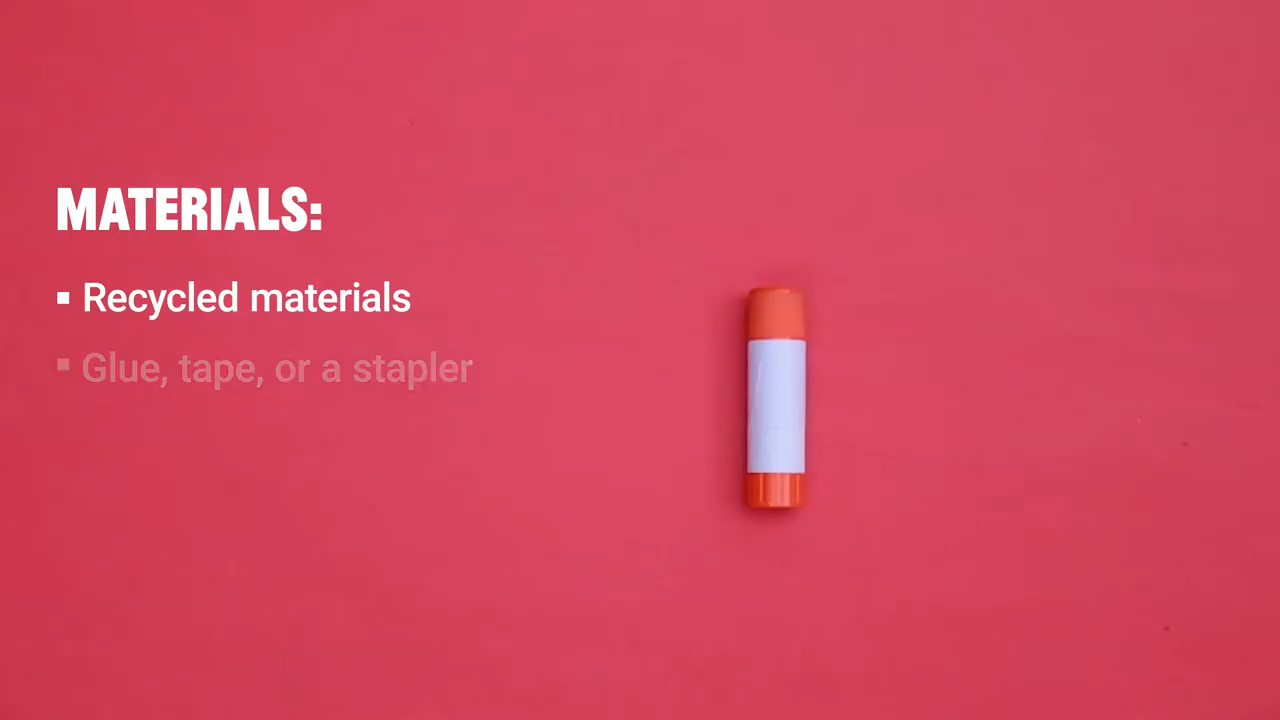 MATERIALS:
▪ Recycled materials
▪ Glue, tape, or a stapler